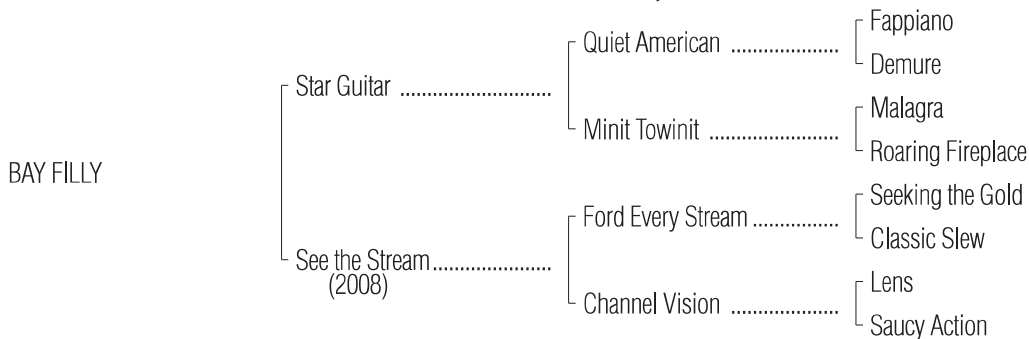 Fappiano
Quiet American ....................
Demure
Star Guitar ............................
Malagra
Minit Towinit ........................
Roaring Fireplace
BAY FILLY
Seeking the Gold
Ford Every Stream ................
Classic Slew
See the Stream......................
(2008)
Lens
Channel Vision ....................
Saucy Action